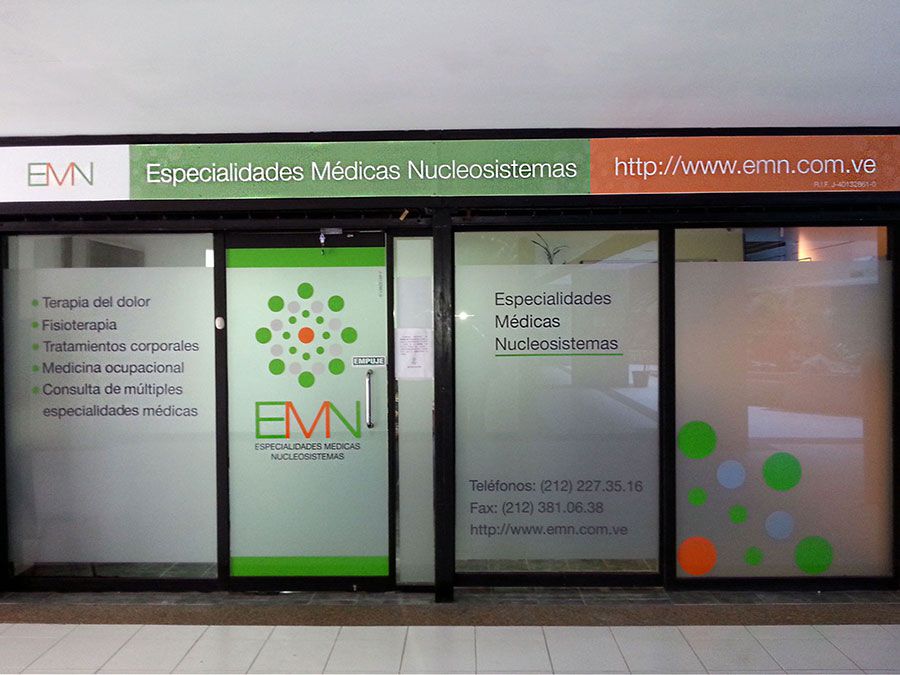 EMN
Especialidades Médicas Nucleosistemas
http://www.emn.com.ve
R.I.F. J-40132861-0
Terapia del dolor
Fisioterapia
Tratamientos corporales
Medicina ocupacional
Consulta de múltiples
especialidades médicas
EMPUJE
EMN
ESPECIALIDADES MEDICAS
NUCLEOSISTEMAS
Especialidades
Médicas
Nucleosistemas
Teléfonos: (212) 227.35.16
Fax: (212) 381.06.38
http://www.emn.com.ve